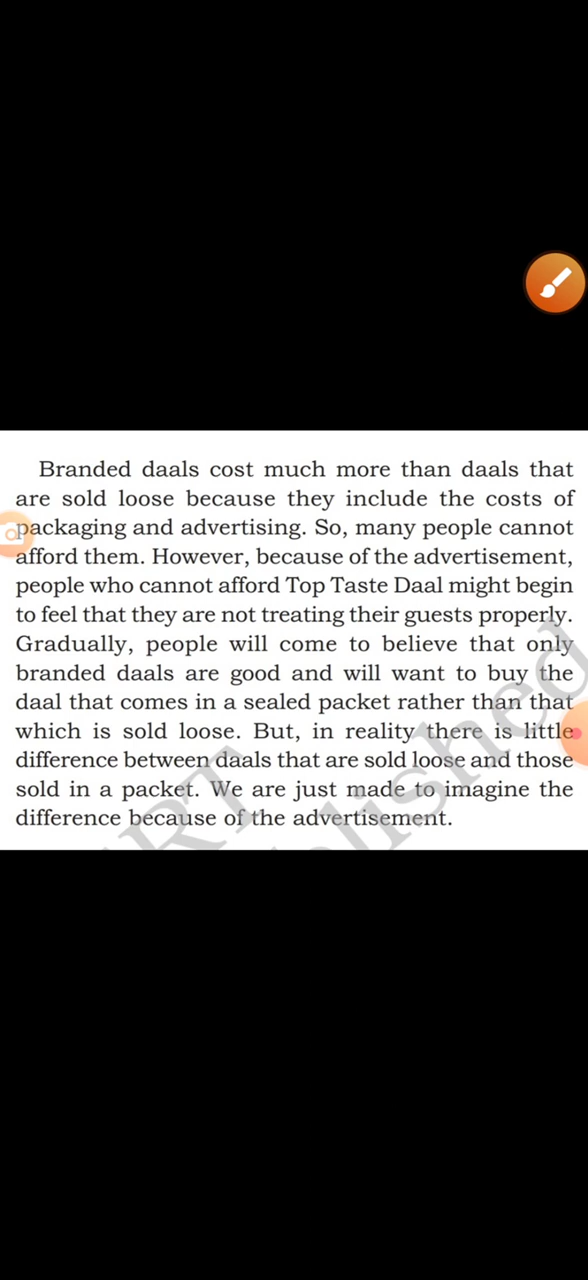 Branded daals cost much more than daals that
are sold loose because they include the costs of
packaging and advertising. So, many people cannot
afford them. However, because of the advertisement,
people who cannot afford Top Taste Daal might begin
to feel that they are not treating their guests properly.
Gradually, people will come to believe that only
branded daals are good and will want to buy the
daal that comes in a sealed packet rather than that
which is sold loose. But, in reality there is little
difference between daals that are sold loose and those
sold in a packet. We are just made to imagine the
difference because of the advertisement.